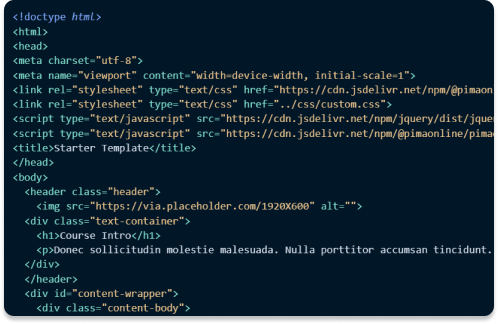 <!doctype html>
<html>
<head>
<meta charset="utf-8">
<meta name="viewport" content="width=device-width, initial-scale=1">
<link rel="stylesheet" type="text/css" href="https://cdn.jsdelivr.net/npm/@pimaon
<link rel="stylesheet" type="text/css" href="../css/custom.css">
<script type="text/javascript" src="https://cdn.jsdelivr.net/npm/jquery/dist/jque
<script type="text/javascript" src="https://cdn.jsdelivr.net/npm/@pimaonline/pima
<title>Starter Template</title>
</head>
<body>
<header class="header">
<img src="https://via.placeholder.com/1920X600" alt="">
<div class="text-container">
<h1>Course Intro</h1>
<p>Donec sollicitudin molestie malesuada. Nulla porttitor accumsan tincidunt.
</div>
</header>
<div id="content-wrapper">
<div class="content-body">